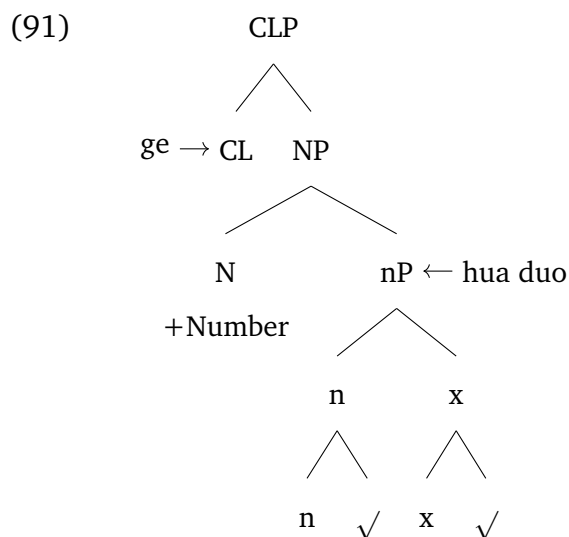 (91) CLP
ge → CL NP
N nP ← hua duo
+Number
n x
n √ x √